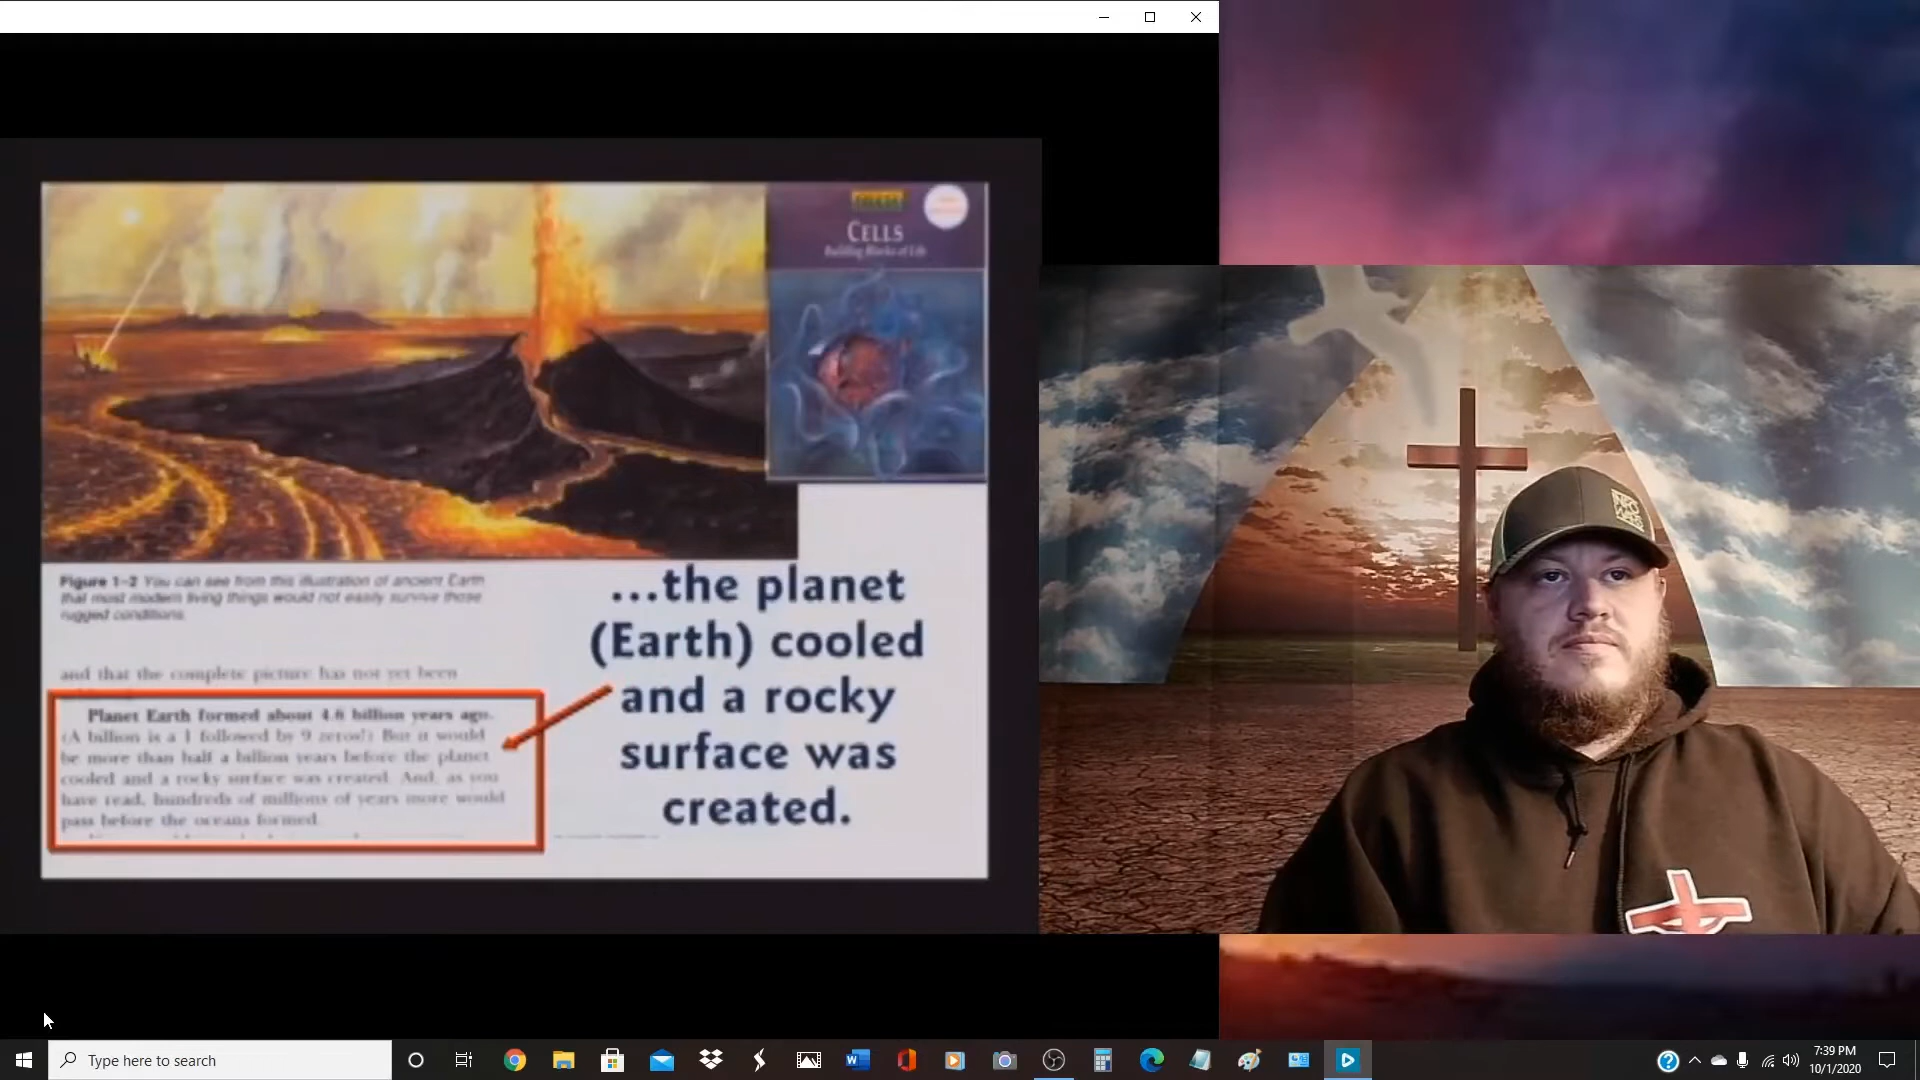 CELLS
Building Blocks of Life
Figure 1–2 You can see from this illustration of ancient Earth
that most modern living things would not easily survive those
rugged conditions.
and that the complete picture has not yet been
Planet Earth formed about 4.6 billion years ago.
(A billion is a 1 followed by 9 zeros!) But it would
be more than half a billion years before the planet
cooled and a rocky surface was created. And, as you
have read, hundreds of millions of years more would
pass before the oceans formed.
...the planet
(Earth) cooled
and a rocky
surface was
created.
Type here to search
7:39 PM
10/1/2020